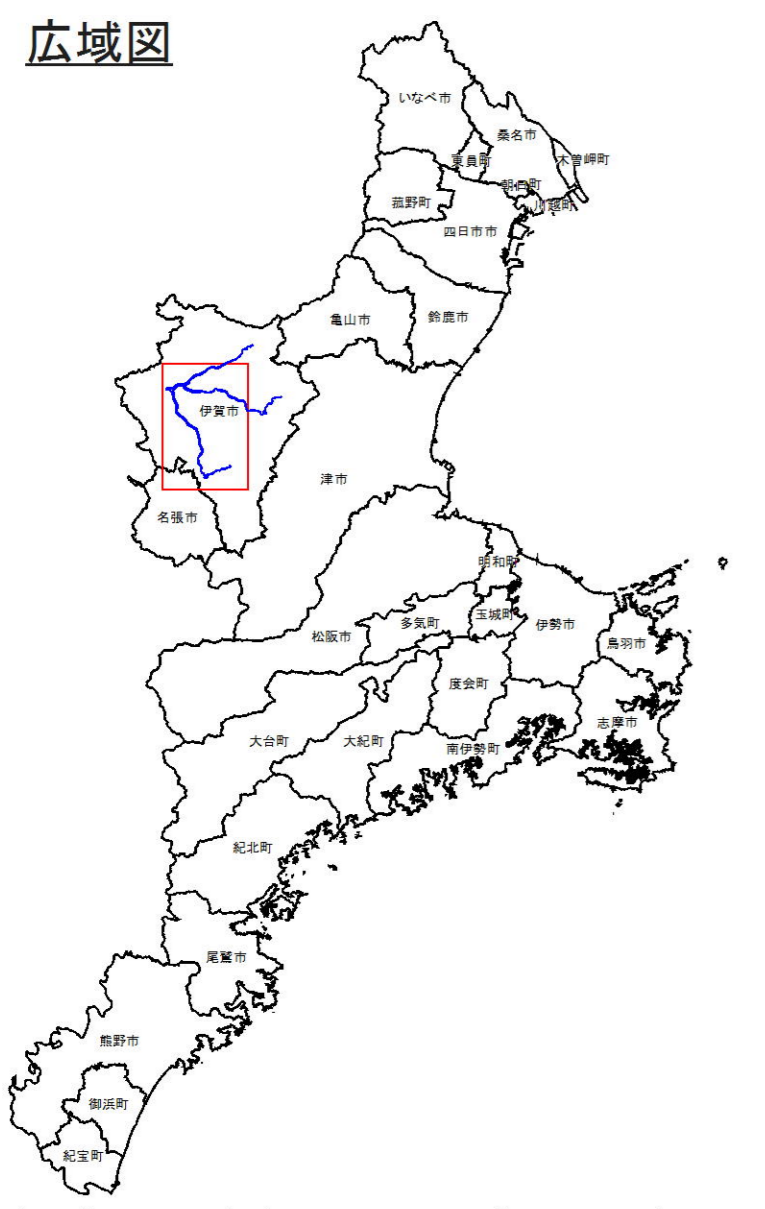 広域図
いなべ市
桑名市
東員町
木曽岬町
朝日町
菰野町
川越町
四日市市
亀山市
鈴鹿市
伊賀市
津市
名張市
明和町
玉城町
多気町
伊勢市
松阪市
鳥羽市
度会町
志摩市
大台町
大紀町
南伊勢町
紀北町
尾鷲市
熊野市
御浜町
紀宝町